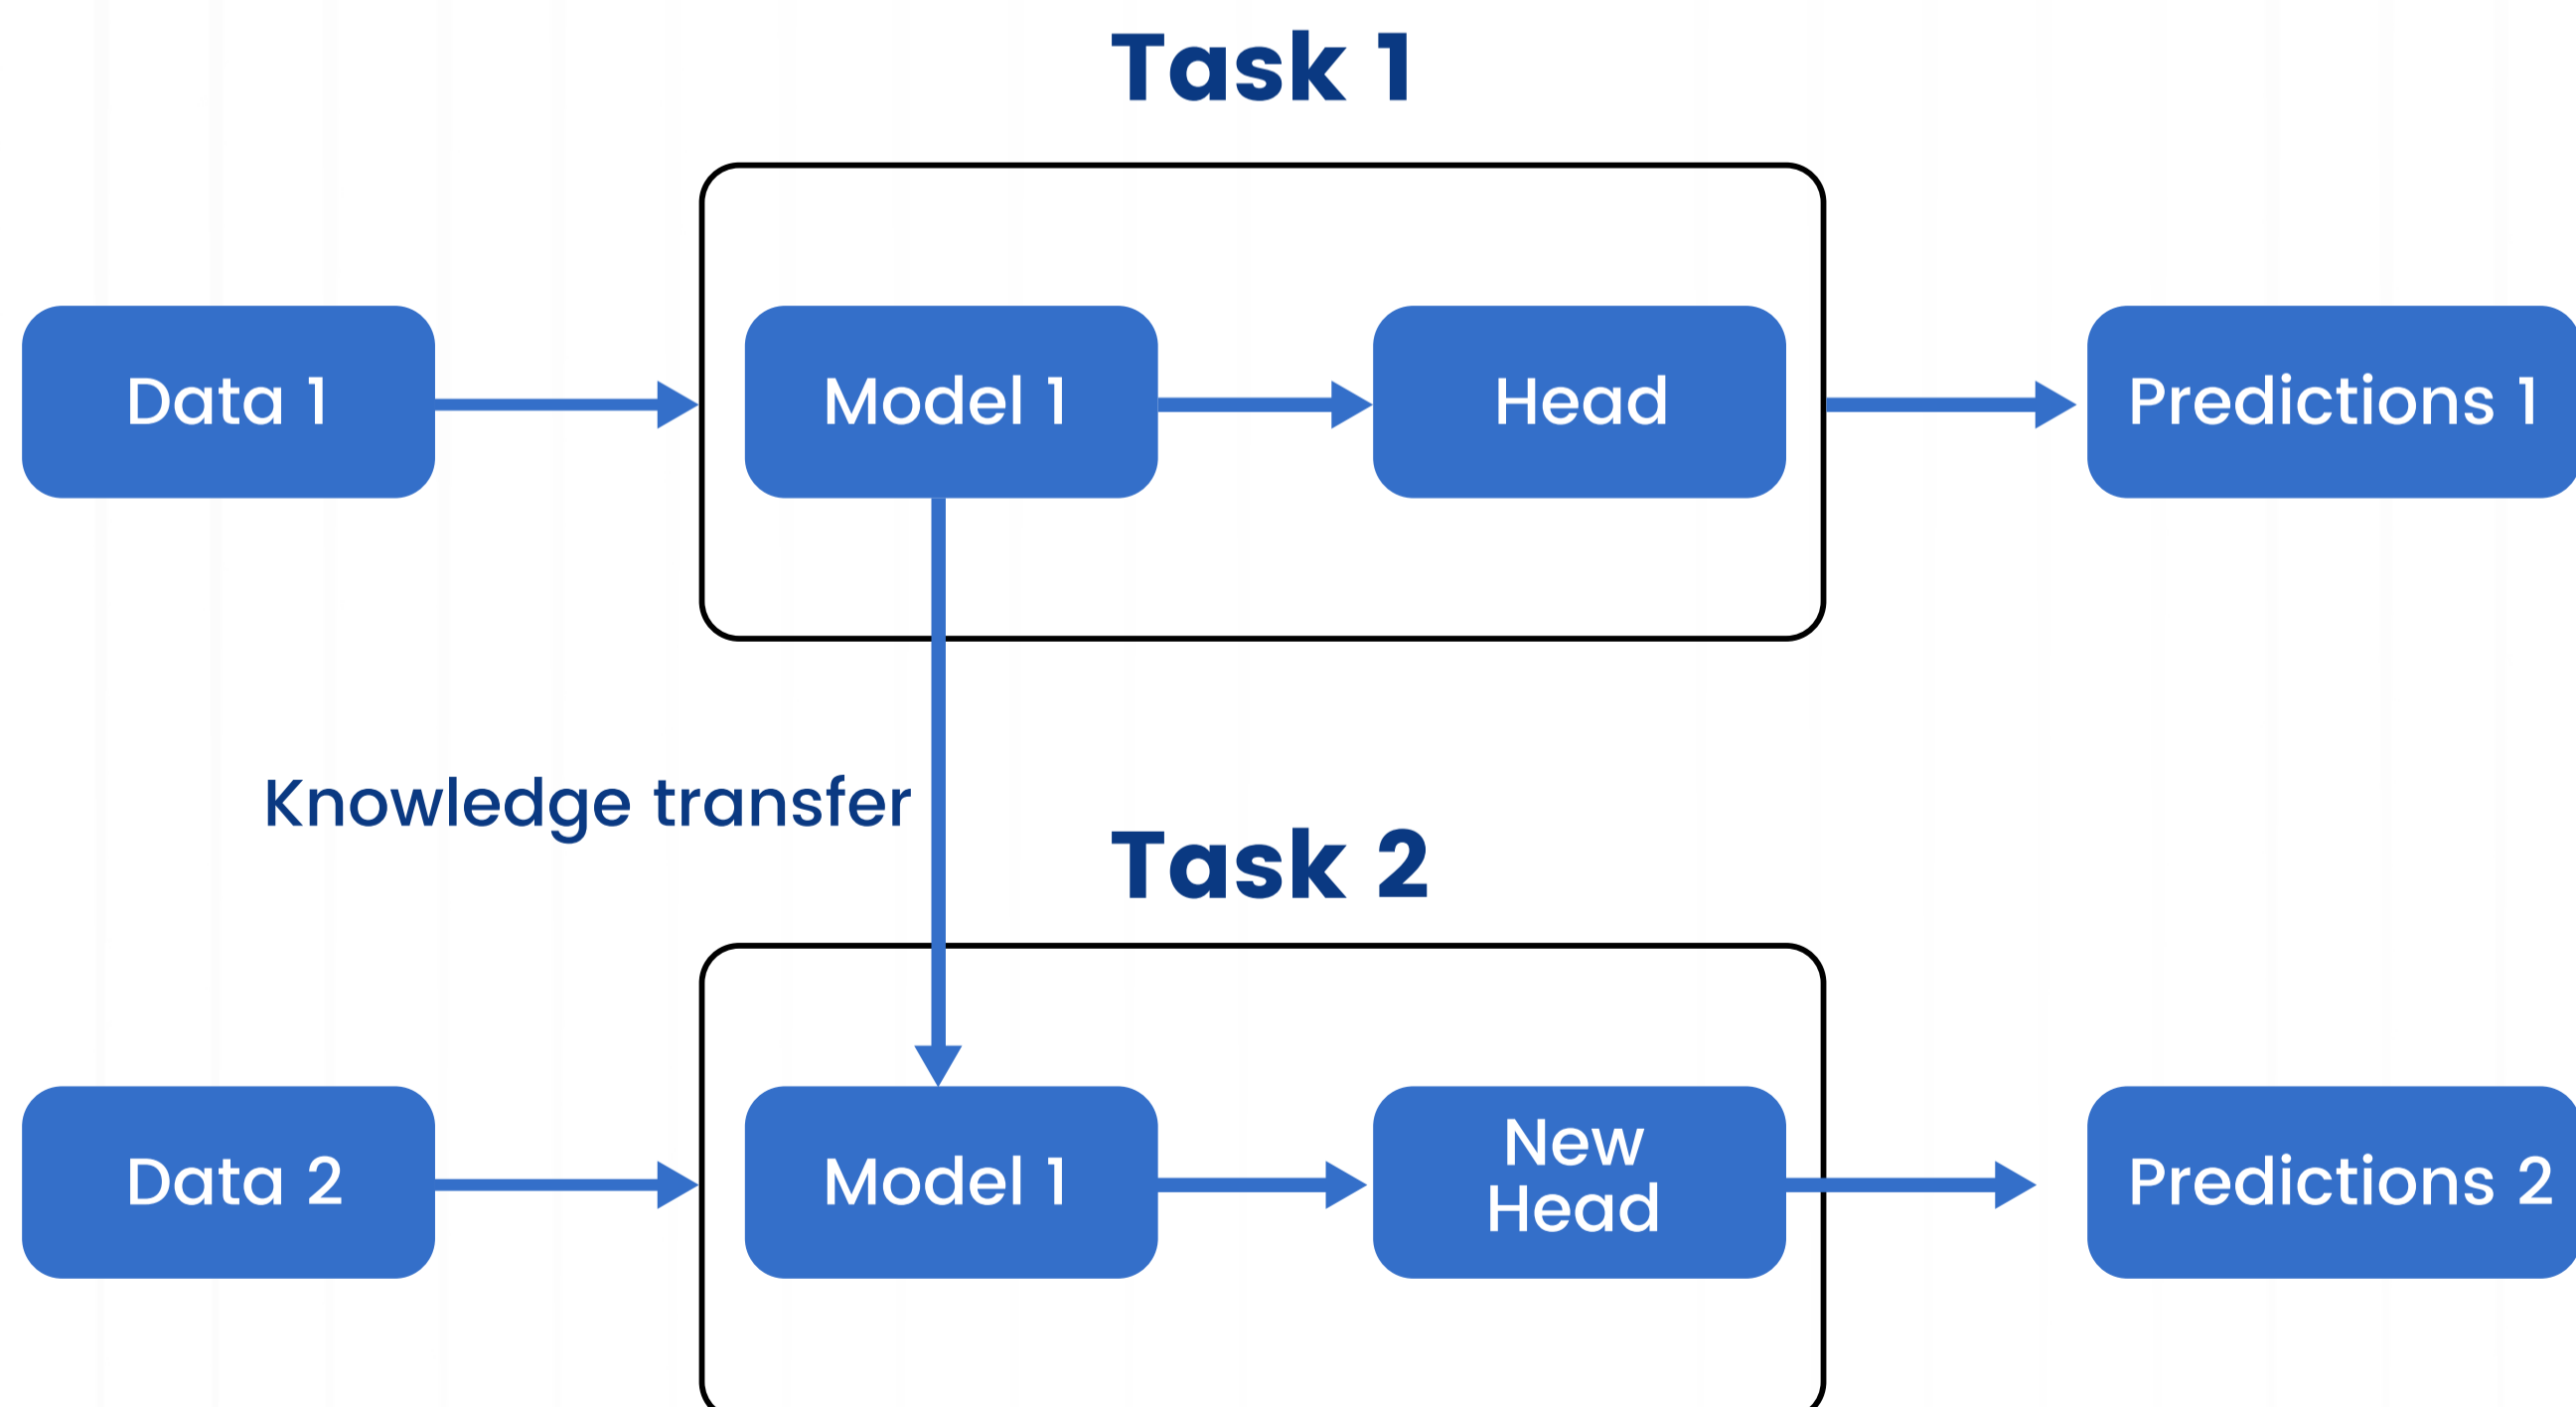 Task 1
Data 1
Model 1
Head
Predictions 1
Knowledge transfer
Task 2
Data 2
Model 1
New
Head
Predictions 2